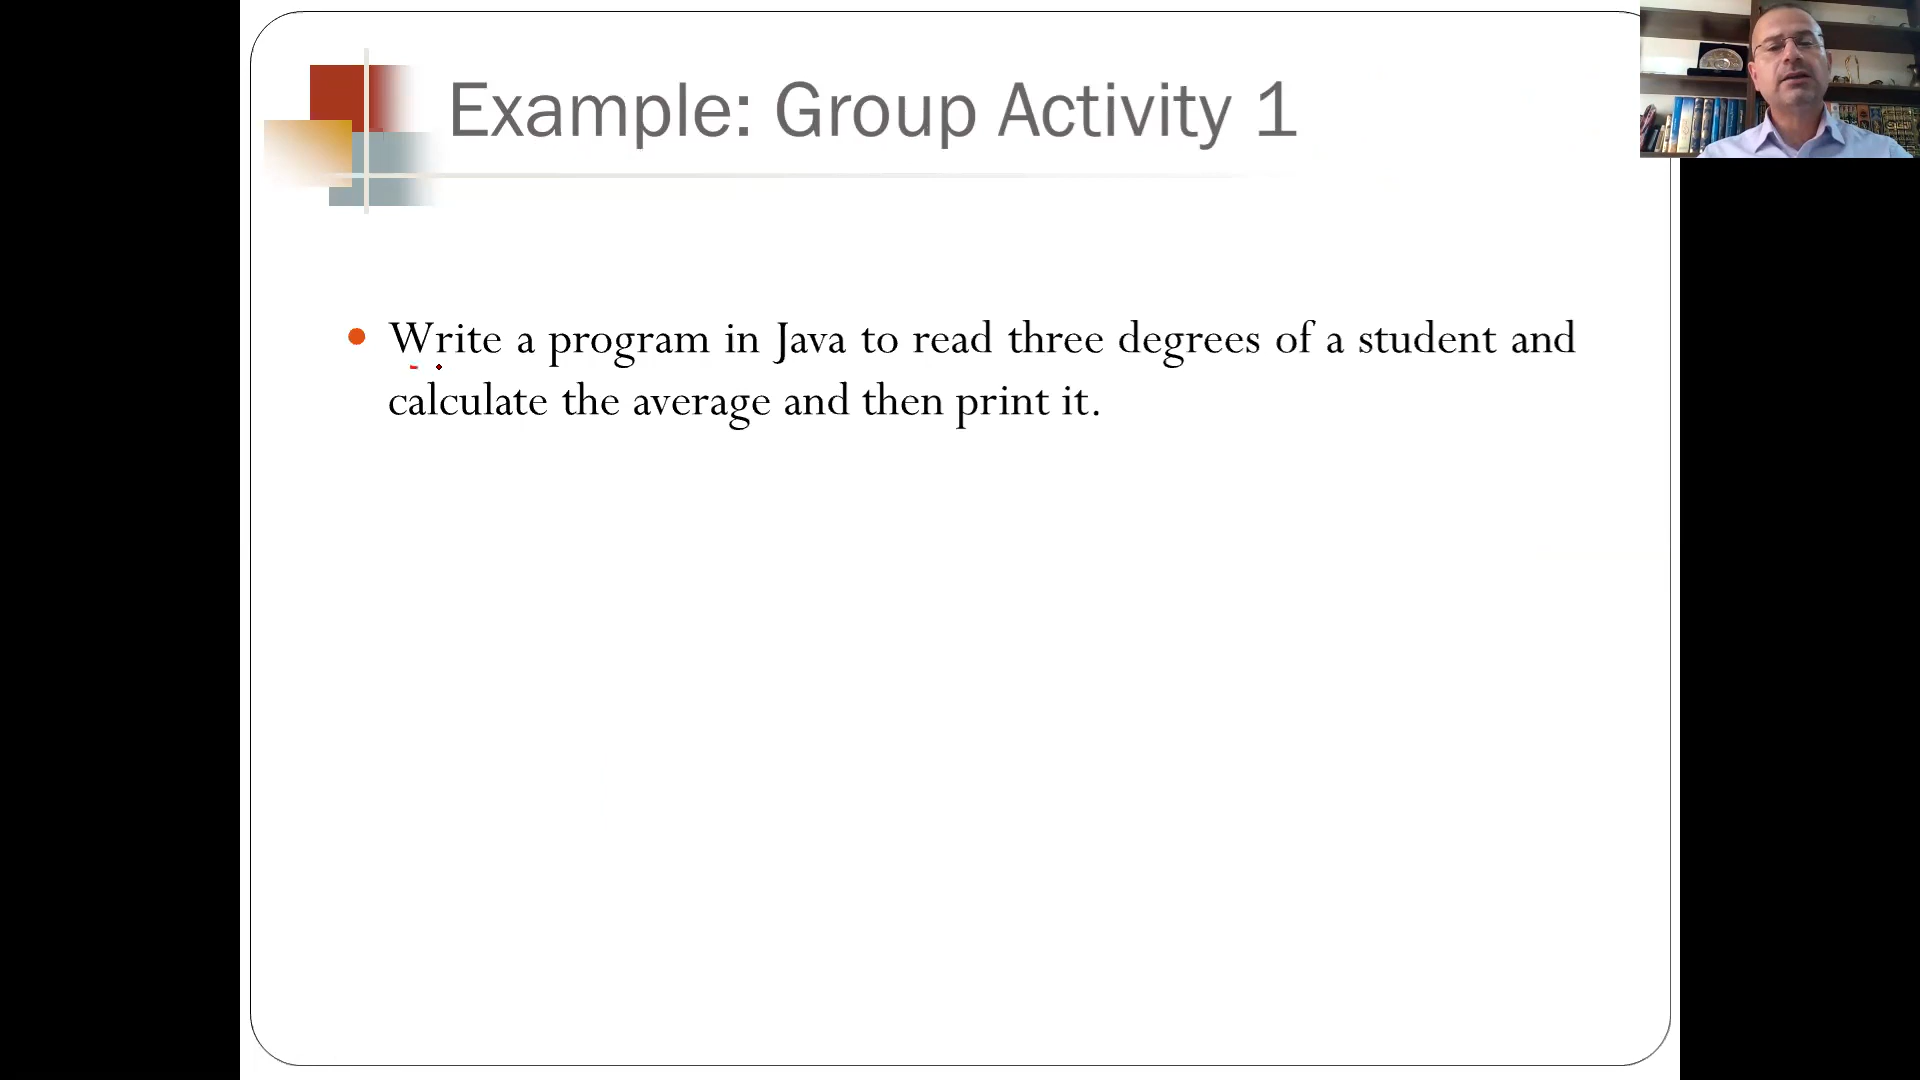 Example: Group Activity 1
Write a program in Java to read three degrees of a student and
calculate the average and then print it.